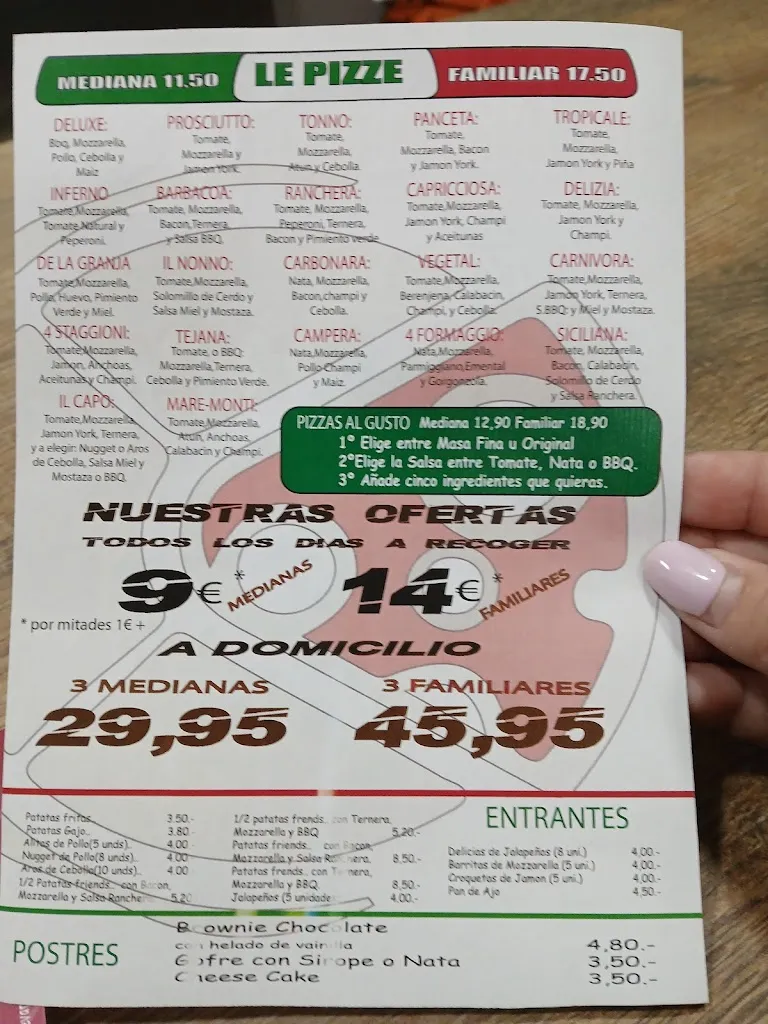 MEDIANA 11.50 LE PIZZE FAMILIAR 17.50
DELUXE:
Bbq, Mozzarella,
Pollo, Cebolla y
Maiz
PROSCIUTTO:
Tomate,
Mozzarella y
Jamon York.
TONNO:
Tomate,
Mozzarella,
Atun y Cebolla.
PANCETA:
Tomate,
Mozzarella, Bacon
y Jamon York.
TROPICALE:
Tomate,
Mozzarella,
Jamon York y Piña
INFERNO
Tomate,Mozzarella,
Tomate Natural y
Peperoni.
BARBACOA:
Tomate, Mozzarella,
Bacon,Ternera,
y Salsa BBQ.
RANCHERA:
Tomate, Mozzarella,
Peperoni, Ternera,
Bacon y Pimiento verde
CAPRICCIOSA:
Tomate,Mozzarella,
Jamon York, Champi
y Aceitunas
DELIZIA:
Tomate, Mozzarella,
Jamon York y
Champi.
DE LA GRANJA
Tomate,Mozzarella,
Pollo, Huevo, Pimiento
Verde y Miel.
IL NONNO:
Tomate,Mozzarella,
Solomillo de Cerdo y
Salsa Miel y Mostaza.
CARBONARA:
Nata, Mozzarella,
Bacon,champi y
Cebolla.
VEGETAL:
Tomate,Mozzarella,
Berenjena, Calabacin,
Champi, y Cebolla.
CARNIVORA:
Tomate,Mozzarella,
Jamon York, Ternera,
S.BBQ: y Miel y Mostaza.
4 STAGGIONI:
Tomate,Mozzarella,
Jamon, Anchoas,
Aceitunas y Champi.
TEJANA:
Tomate, o BBQ:
Mozzarella,Ternera,
Cebolla y Pimiento Verde.
CAMPERA:
Nata,Mozzarella,
Pollo Champi
y Maiz.
4 FORMAGGIO:
Nata,Mozzarella,
Parmiggiano,Emental
y Gorgonzola.
SICILIANA:
Tomate, Mozzarella,
Bacon, Calabacin,
Solomillo de Cerdo
y Salsa Ranchera.
IL CAPO:
Tomate,Mozzarella,
Jamon York, Ternera,
y a elegir: Nugget o Aros
de Cebolla, Salsa Miel y
Mostaza o BBQ.
MARE-MONTI:
Tomate,Mozzarella,
Atun, Anchoas,
Calabacin y Champi.
PIZZAS AL GUSTO Mediana 12,90 Familiar 18,90
1º Elige entre Masa Fina u Original
2ºElige la Salsa entre Tomate, Nata o BBQ.
3º Añade cinco ingredientes que quieras.
NUESTRAS OFERTAS
TODOS LOS DIAS A RECOGER
9€* MEDIANAS 14€* FAMILIARES
* por mitades 1€ +
A DOMICILIO
3 MEDIANAS 3 FAMILIARES
29,95 45,95
Patatas fritas 3.50.-
Patatas Gajo.. 3.80.-
Alitas de Pollo(5 unds). 4.00.-
Nugget de Pollo(8 unds).. 4.00
Aros de Cebolla(10 unds). 4.00
1/2 Patatas friends.. con Bacon,
Mozzarella y Salsa Ranchera 5.20
1/2 patatas frends.. con Ternera,
Mozzarella y BBQ 5.20.-
Patatas friends.. con Bacon,
Mozzarella y Salsa Ranchera, 8,50.-
Patatas frends.. con Ternera,
Mozzarella y BBQ. 8,50.-
Jalapeños (5 unidade 4.00.-
ENTRANTES
Delicias de Jalapeños (8 uni.) 4,00.-
Barritas de Mozzarella (5 uni.) 4,00.-
Croquetas de Jamon (5 uni.) 4,00.-
Pan de Ajo 4,50.-
POSTRES
Brownie Chocolate
con helado de vainilla 4,80.-
Gofre con Sirope o Nata 3,50.-
Cheese Cake 3,50.-